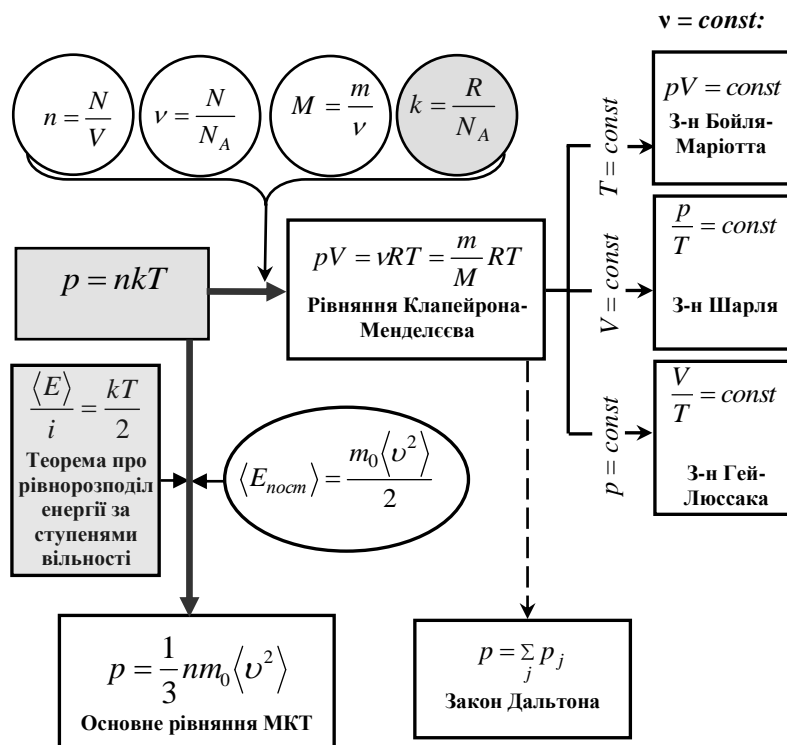 ν = const:
n = N/V
ν = N/N_A
M = m/ν
k = R/N_A
pV = const
З-н Бойля-
Маріотта
T = const
p = nkT
pV = νRT = m/M RT
Рівняння Клапейрона-
Менделєєва
V = const
p/T = const
З-н Шарля
p = const
V/T = const
З-н Гей-
Люссака
⟨E⟩/i = kT/2
Теорема про
рівнорозподіл
енергії за
ступенями
вільності
⟨E_пост⟩ = m₀⟨υ²⟩/2
p = 1/3 nm₀⟨υ²⟩
Основне рівняння МКТ
p = Σ_j p_j
Закон Дальтона